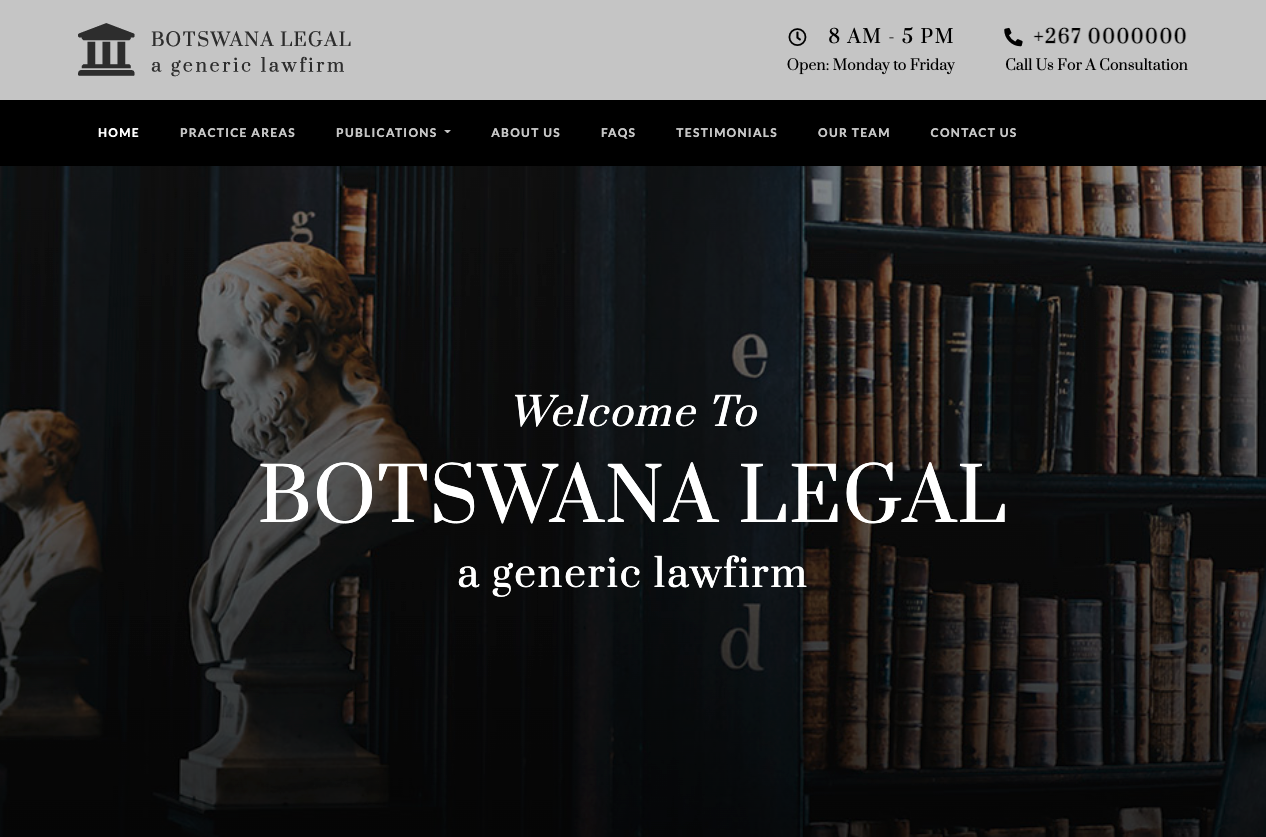 BOTSWANA LEGAL
a generic lawfirm
8 AM - 5 PM
Open: Monday to Friday
+267 0000000
Call Us For A Consultation
HOME PRACTICE AREAS PUBLICATIONS ABOUT US FAQS TESTIMONIALS OUR TEAM CONTACT US
g
e
Welcome To
BOTSWANA LEGAL
a generic lawfirm
d